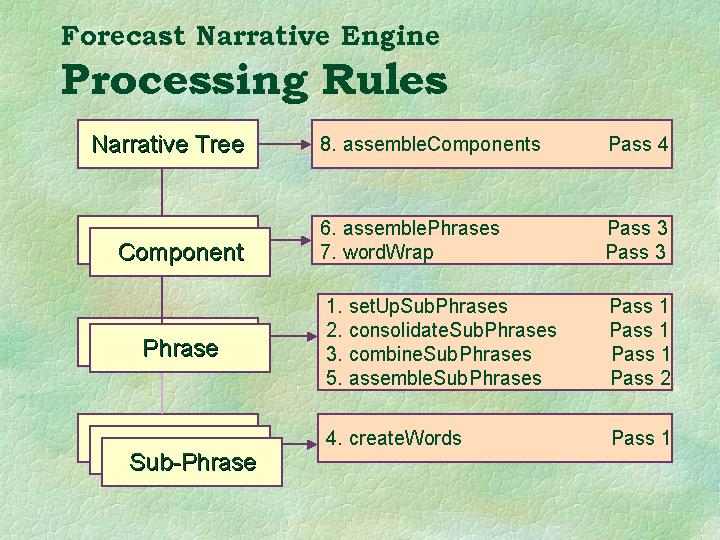 Forecast Narrative Engine
Processing Rules
Narrative Tree
8. assembleComponents Pass 4
Component
6. assemblePhrases Pass 3
7. wordWrap Pass 3
Phrase
1. setUpSubPhrases Pass 1
2. consolidateSubPhrases Pass 1
3. combineSubPhrases Pass 1
5. assembleSubPhrases Pass 2
Sub-Phrase
4. createWords Pass 1